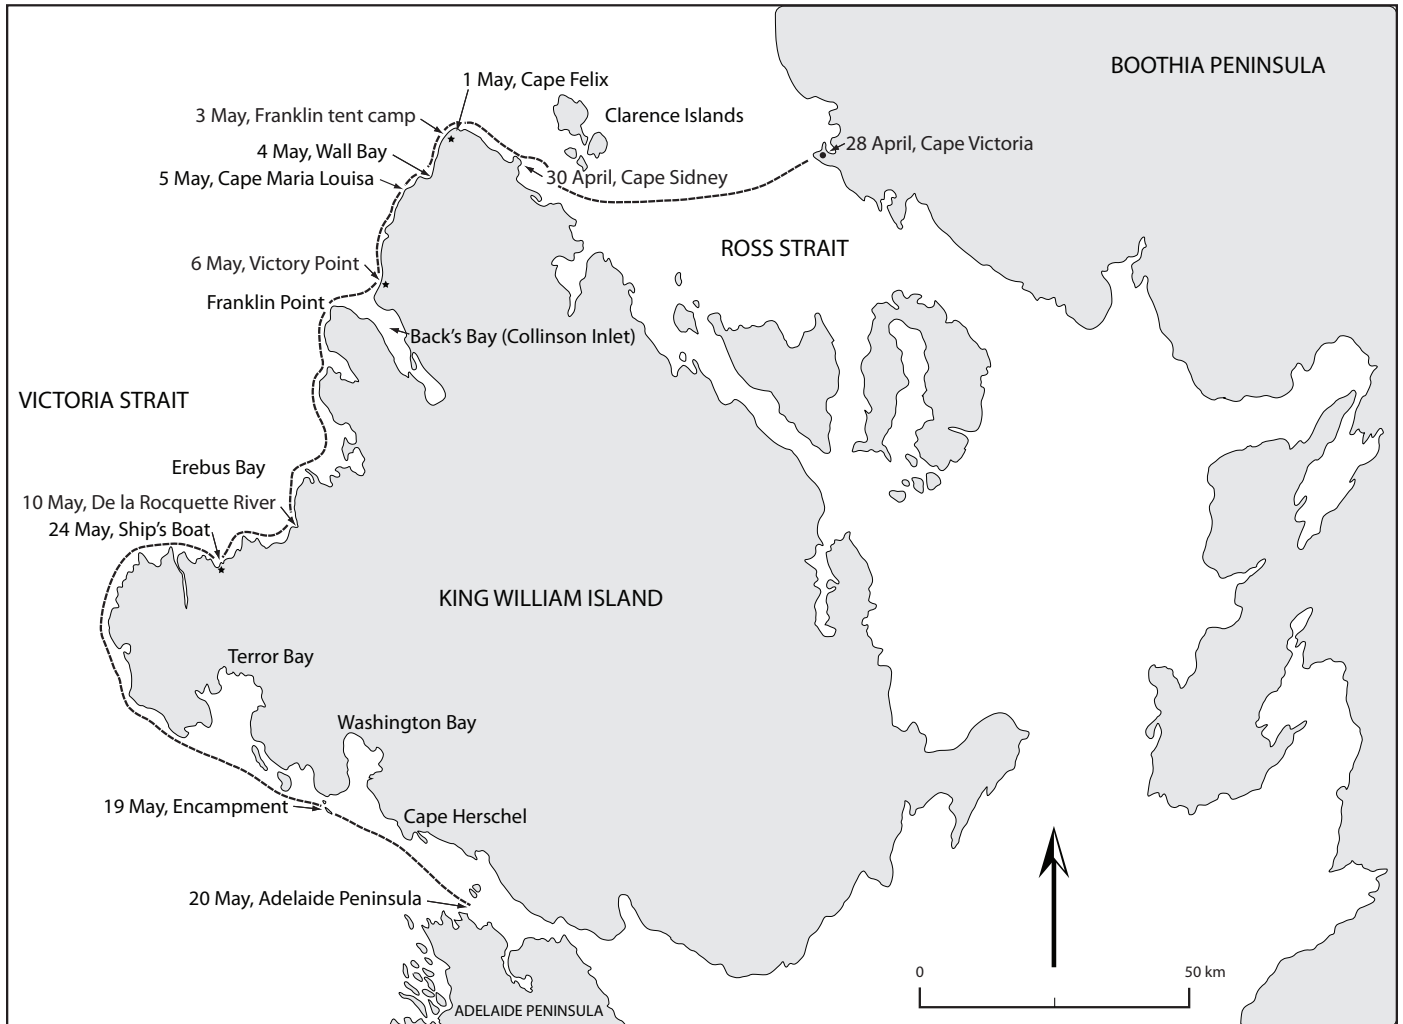 BOOTHIA PENINSULA
1 May, Cape Felix
3 May, Franklin tent camp
Clarence Islands
4 May, Wall Bay
28 April, Cape Victoria
5 May, Cape Maria Louisa
30 April, Cape Sidney
ROSS STRAIT
6 May, Victory Point
Franklin Point
Back's Bay (Collinson Inlet)
VICTORIA STRAIT
Erebus Bay
10 May, De la Rocquette River
24 May, Ship's Boat
KING WILLIAM ISLAND
Terror Bay
Washington Bay
19 May, Encampment
Cape Herschel
20 May, Adelaide Peninsula
0
50 km
ADELAIDE PENINSULA